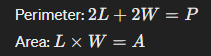 Perimeter: 2L + 2W = P
Area: L × W = A